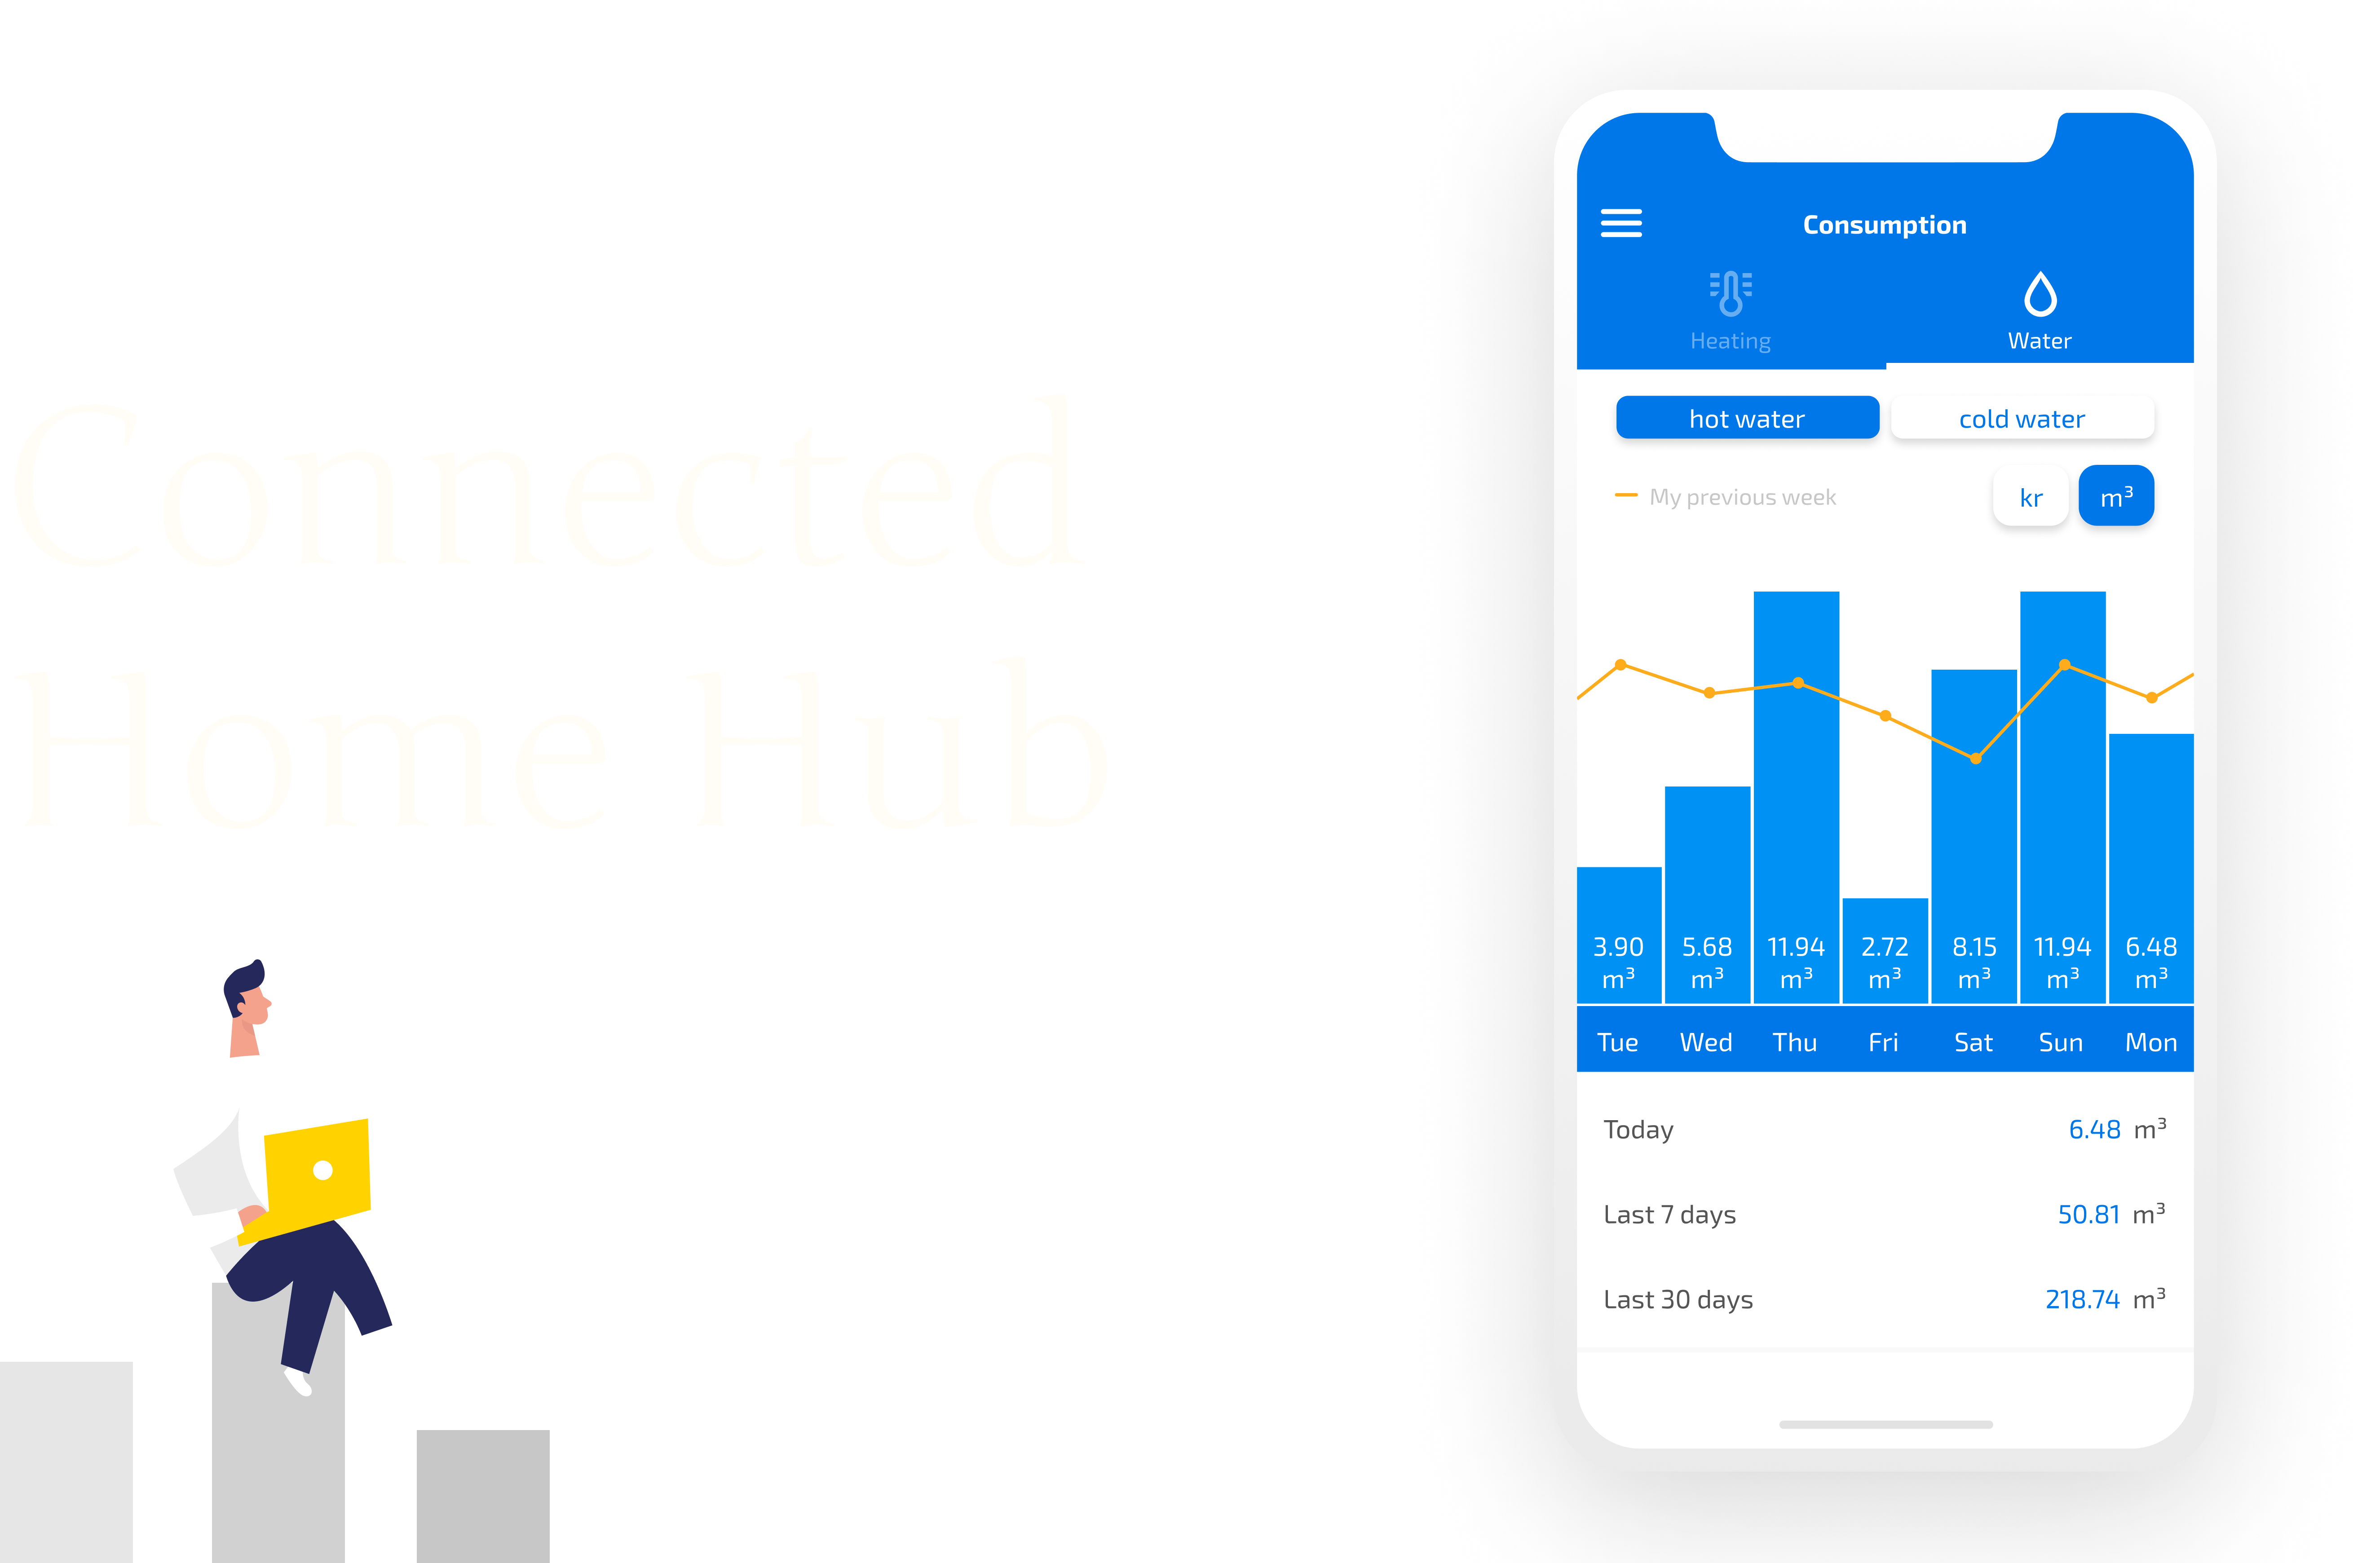 Connected
Home Hub
Consumption
Heating
Water
hot water
cold water
My previous week
kr
m³
3.90 m³
5.68 m³
11.94 m³
2.72 m³
8.15 m³
11.94 m³
6.48 m³
Tue Wed Thu Fri Sat Sun Mon
Today 6.48 m³
Last 7 days 50.81 m³
Last 30 days 218.74 m³